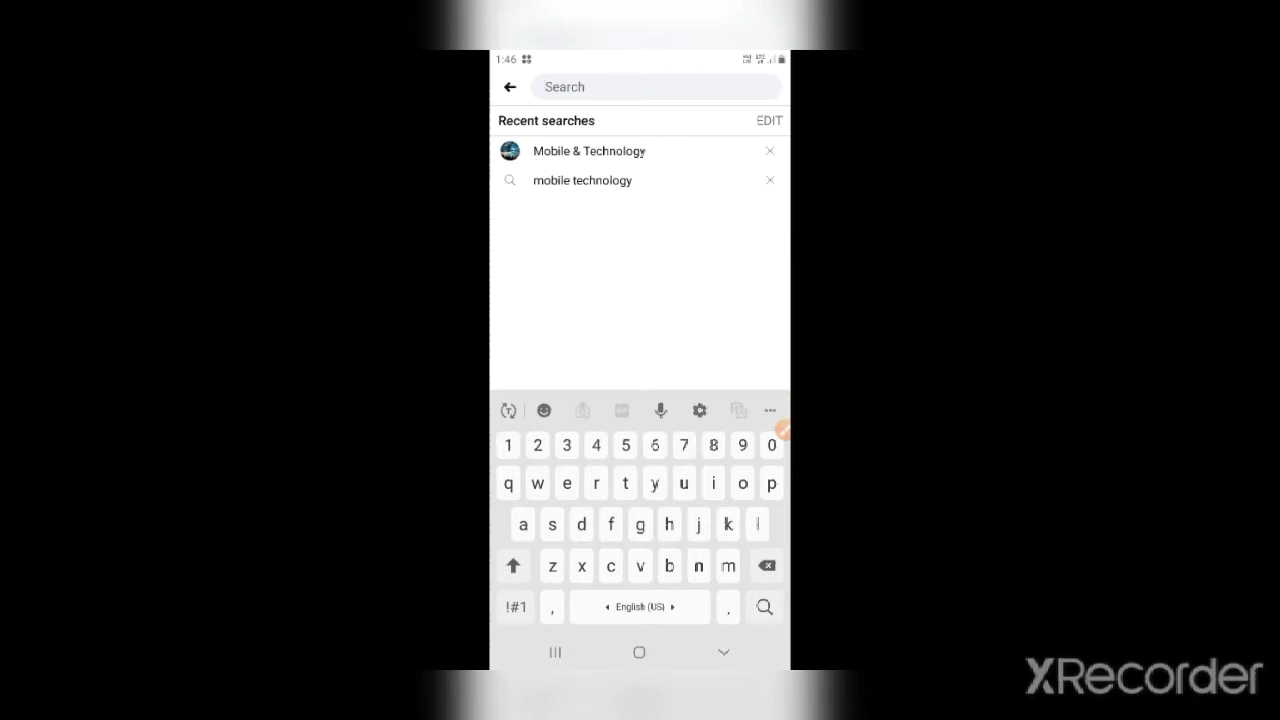 1:46
Search
Recent searches EDIT
Mobile & Technology
mobile technology
1 2 3 4 5 6 7 8 9 0
q w e r t y u i o p
a s d f g h j k l
z x c v b n m
!#1 , English (US) .
XRecorder